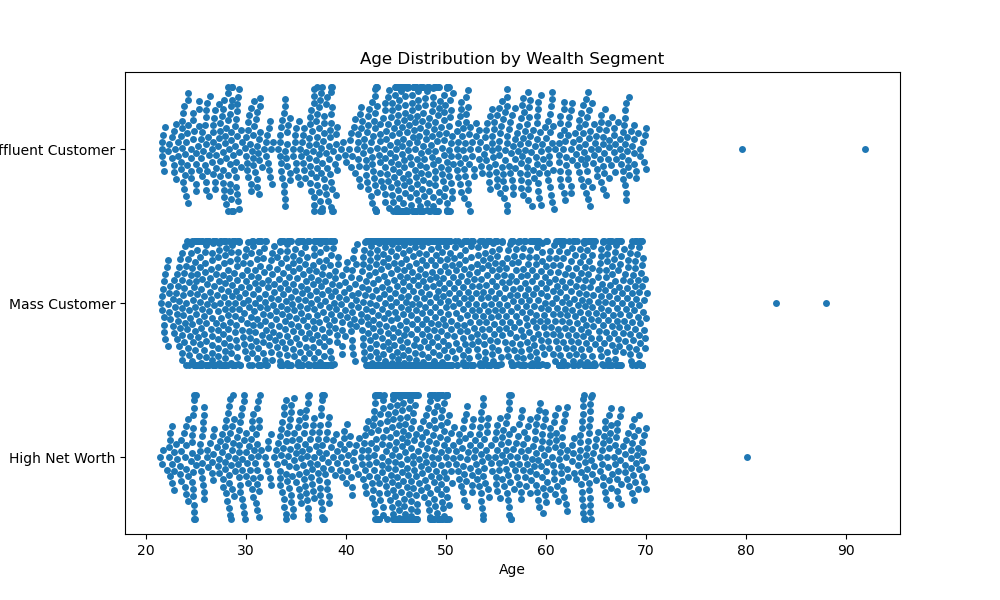 Age Distribution by Wealth Segment
ffluent Customer
Mass Customer
High Net Worth
20 30 40 50 60 70 80 90
Age